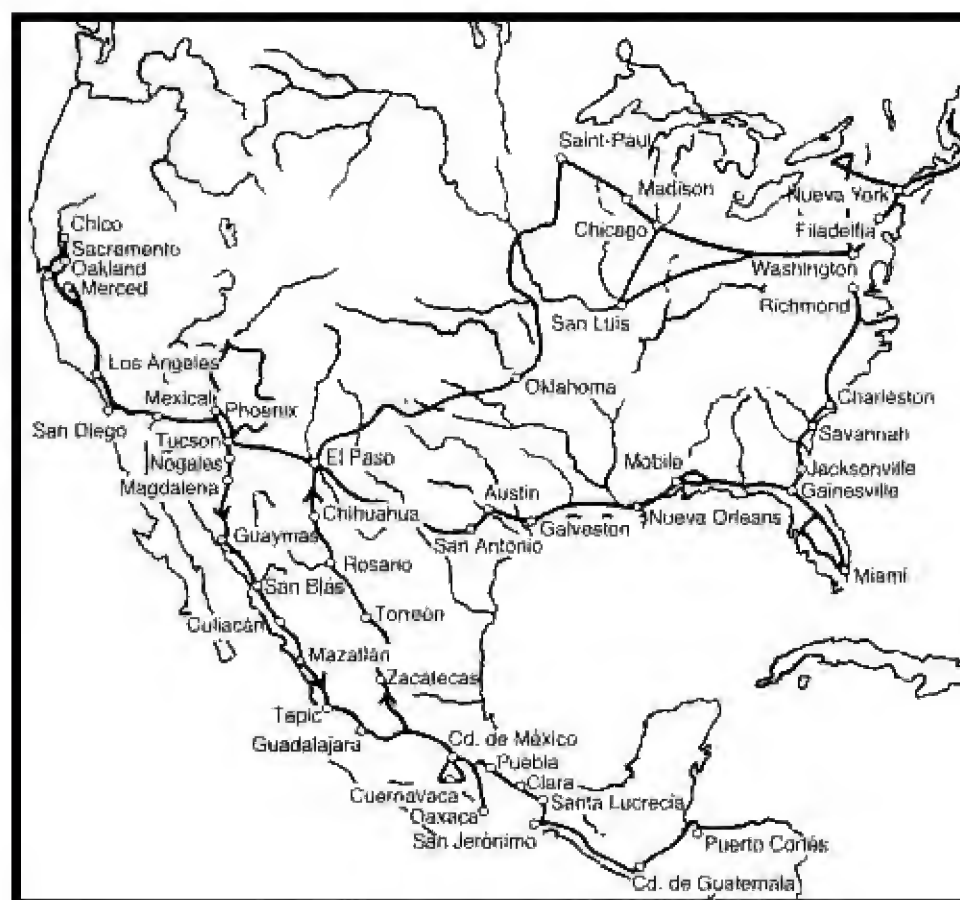 Saint-Paul
Madison
Nueva York
Chicago
Filadelfia
Chico
Sacramento
Oakland
Merced
Washington
Richmond
San Luis
Los Angeles
Oklahoma
Mexicali
Phoenix
Charleston
San Diego
Tucson
Savannah
Nogales
El Paso
Mobile
Jacksonville
Magdalena
Austin
Gainesville
Chihuahua
Nueva Orleans
Galveston
Guaymas
San Antonio
Rosario
Miami
San Blás
Torreón
Culiacán
Mazatlán
Zacatecas
Tepic
Guadalajara
Cd. de México
Puebla
Clara
Cuernavaca
Santa Lucrecia
Oaxaca
San Jerónimo
Puerto Cortés
Cd. de Guatemala